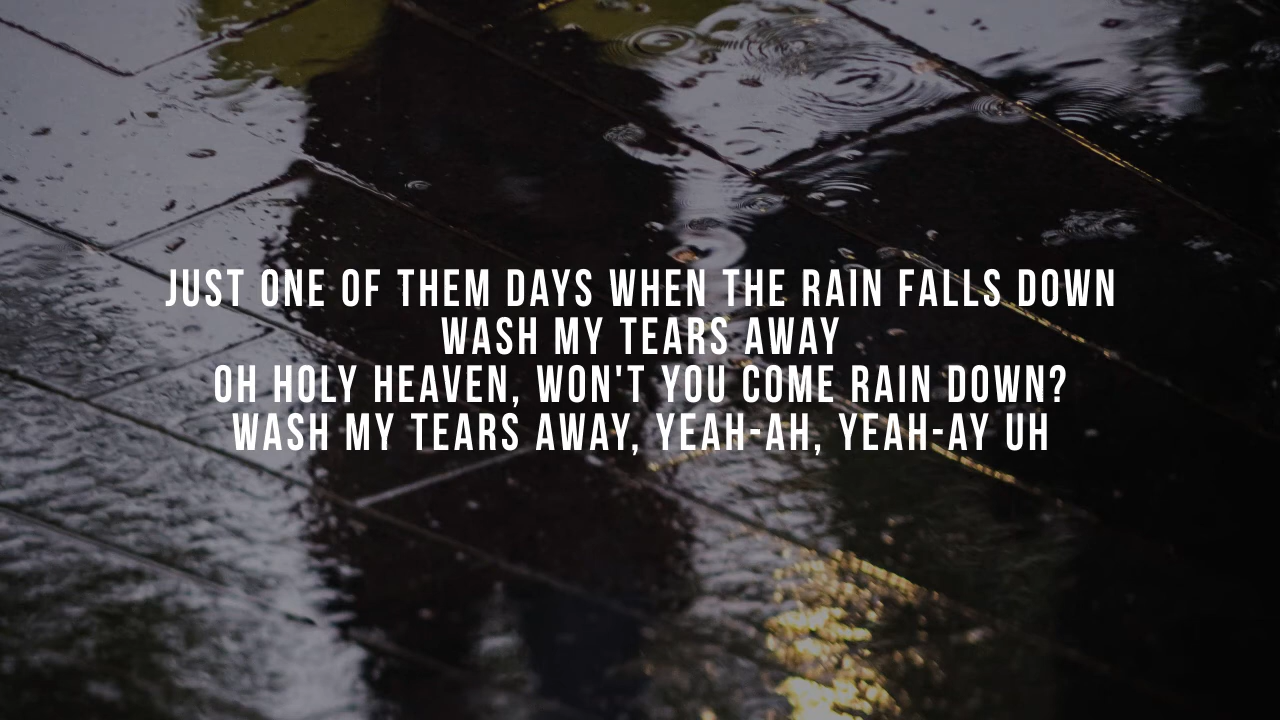 JUST ONE OF THEM DAYS WHEN THE RAIN FALLS DOWN
WASH MY TEARS AWAY
OH HOLY HEAVEN, WON'T YOU COME RAIN DOWN?
WASH MY TEARS AWAY, YEAH-AH, YEAH-AY UH